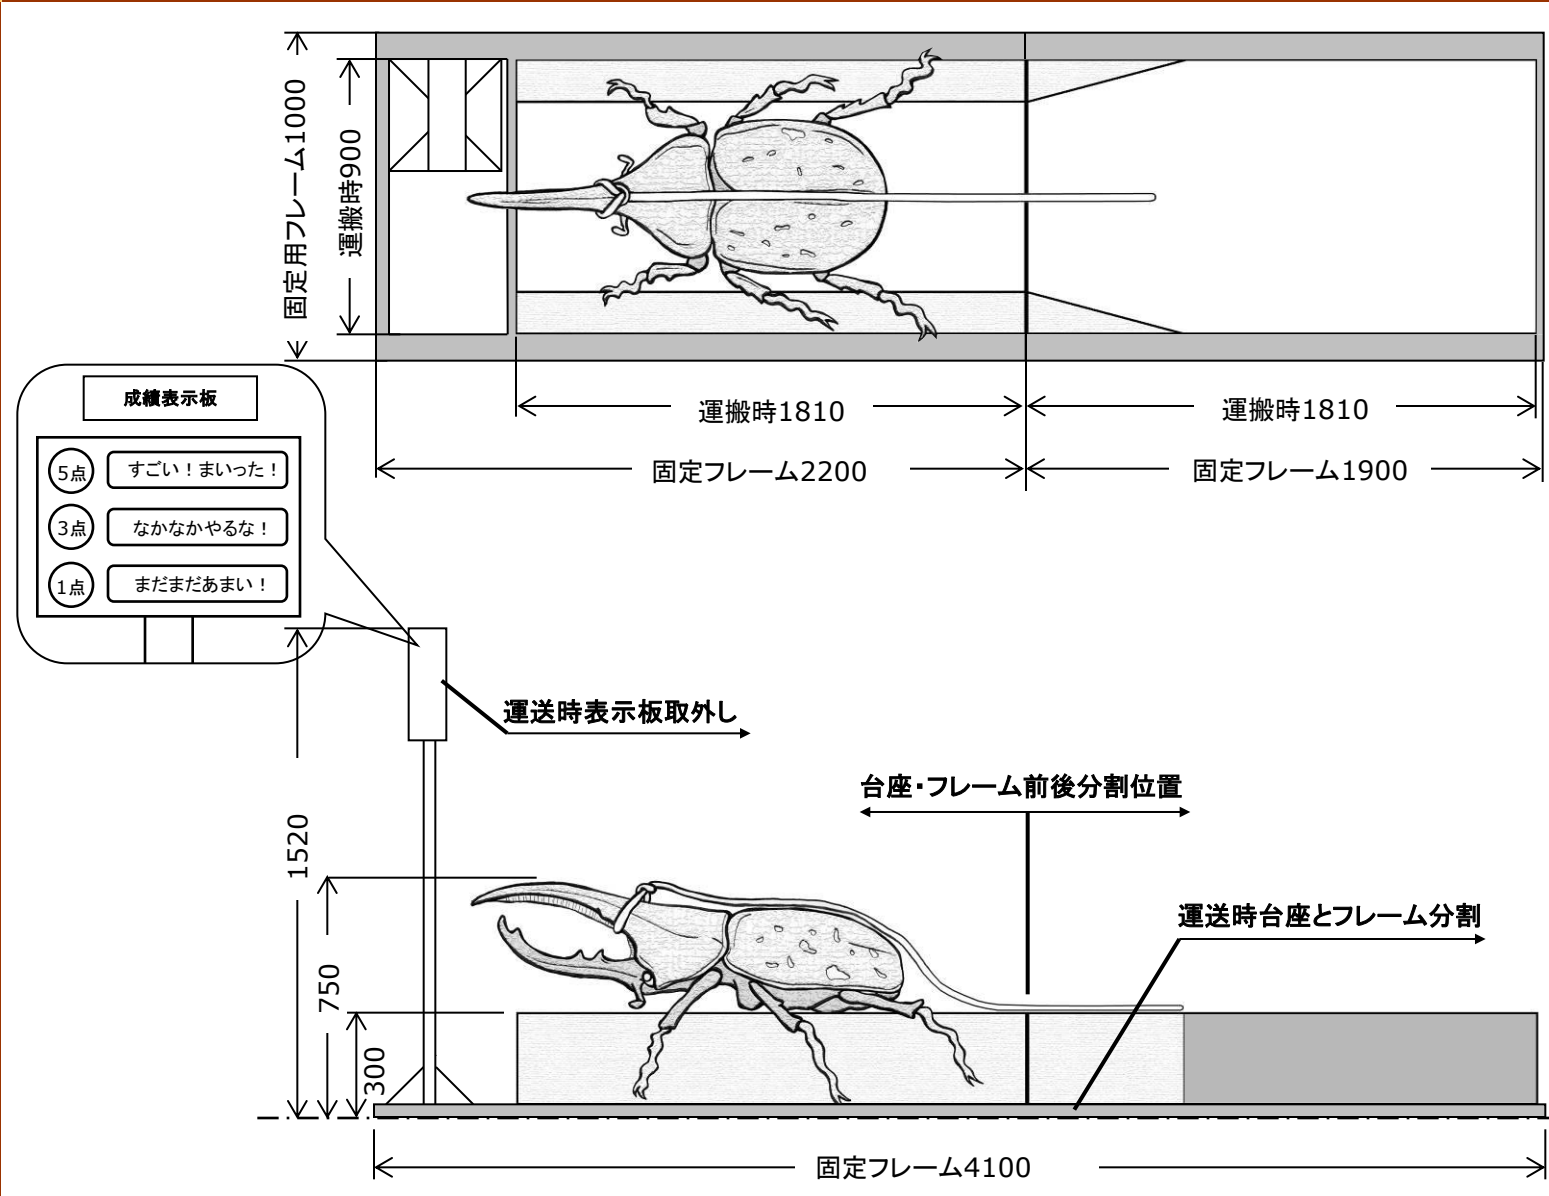 固定用フレーム1000
運搬時900
運搬時1810
運搬時1810
固定フレーム2200
固定フレーム1900
成績表示板
5点
すごい！まいった！
3点
なかなかやるな！
1点
まだまだあまい！
運送時表示板取外し
台座・フレーム前後分割位置
運送時台座とフレーム分割
1520
750
300
固定フレーム4100